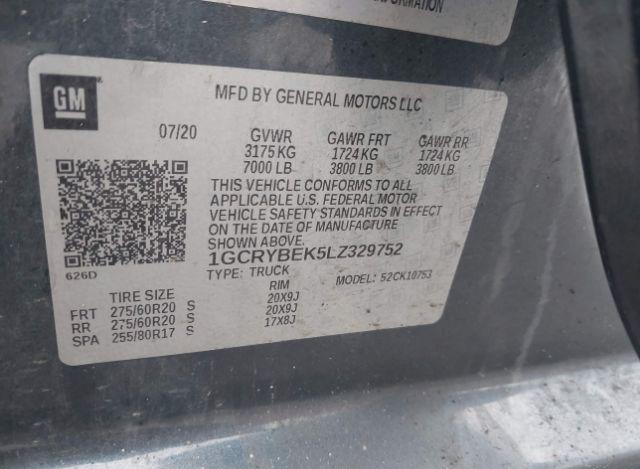 INFORMATION
GM
MFD BY GENERAL MOTORS LLC
07/20 GVWR GAWR FRT GAWR RR
3175 KG 1724 KG 1724 KG
7000 LB 3800 LB 3800 LB
THIS VEHICLE CONFORMS TO ALL
APPLICABLE U.S. FEDERAL MOTOR
VEHICLE SAFETY STANDARDS IN EFFECT
ON THE DATE OF MANUFACTURE
SHOWN ABOVE.
1GCRYBEK5LZ329752
626D
TYPE: TRUCK MODEL: 52CK10753
TIRE SIZE RIM
FRT 275/60R20 S 20X9J
RR 275/60R20 S 20X9J
SPA 255/80R17 S 17X8J